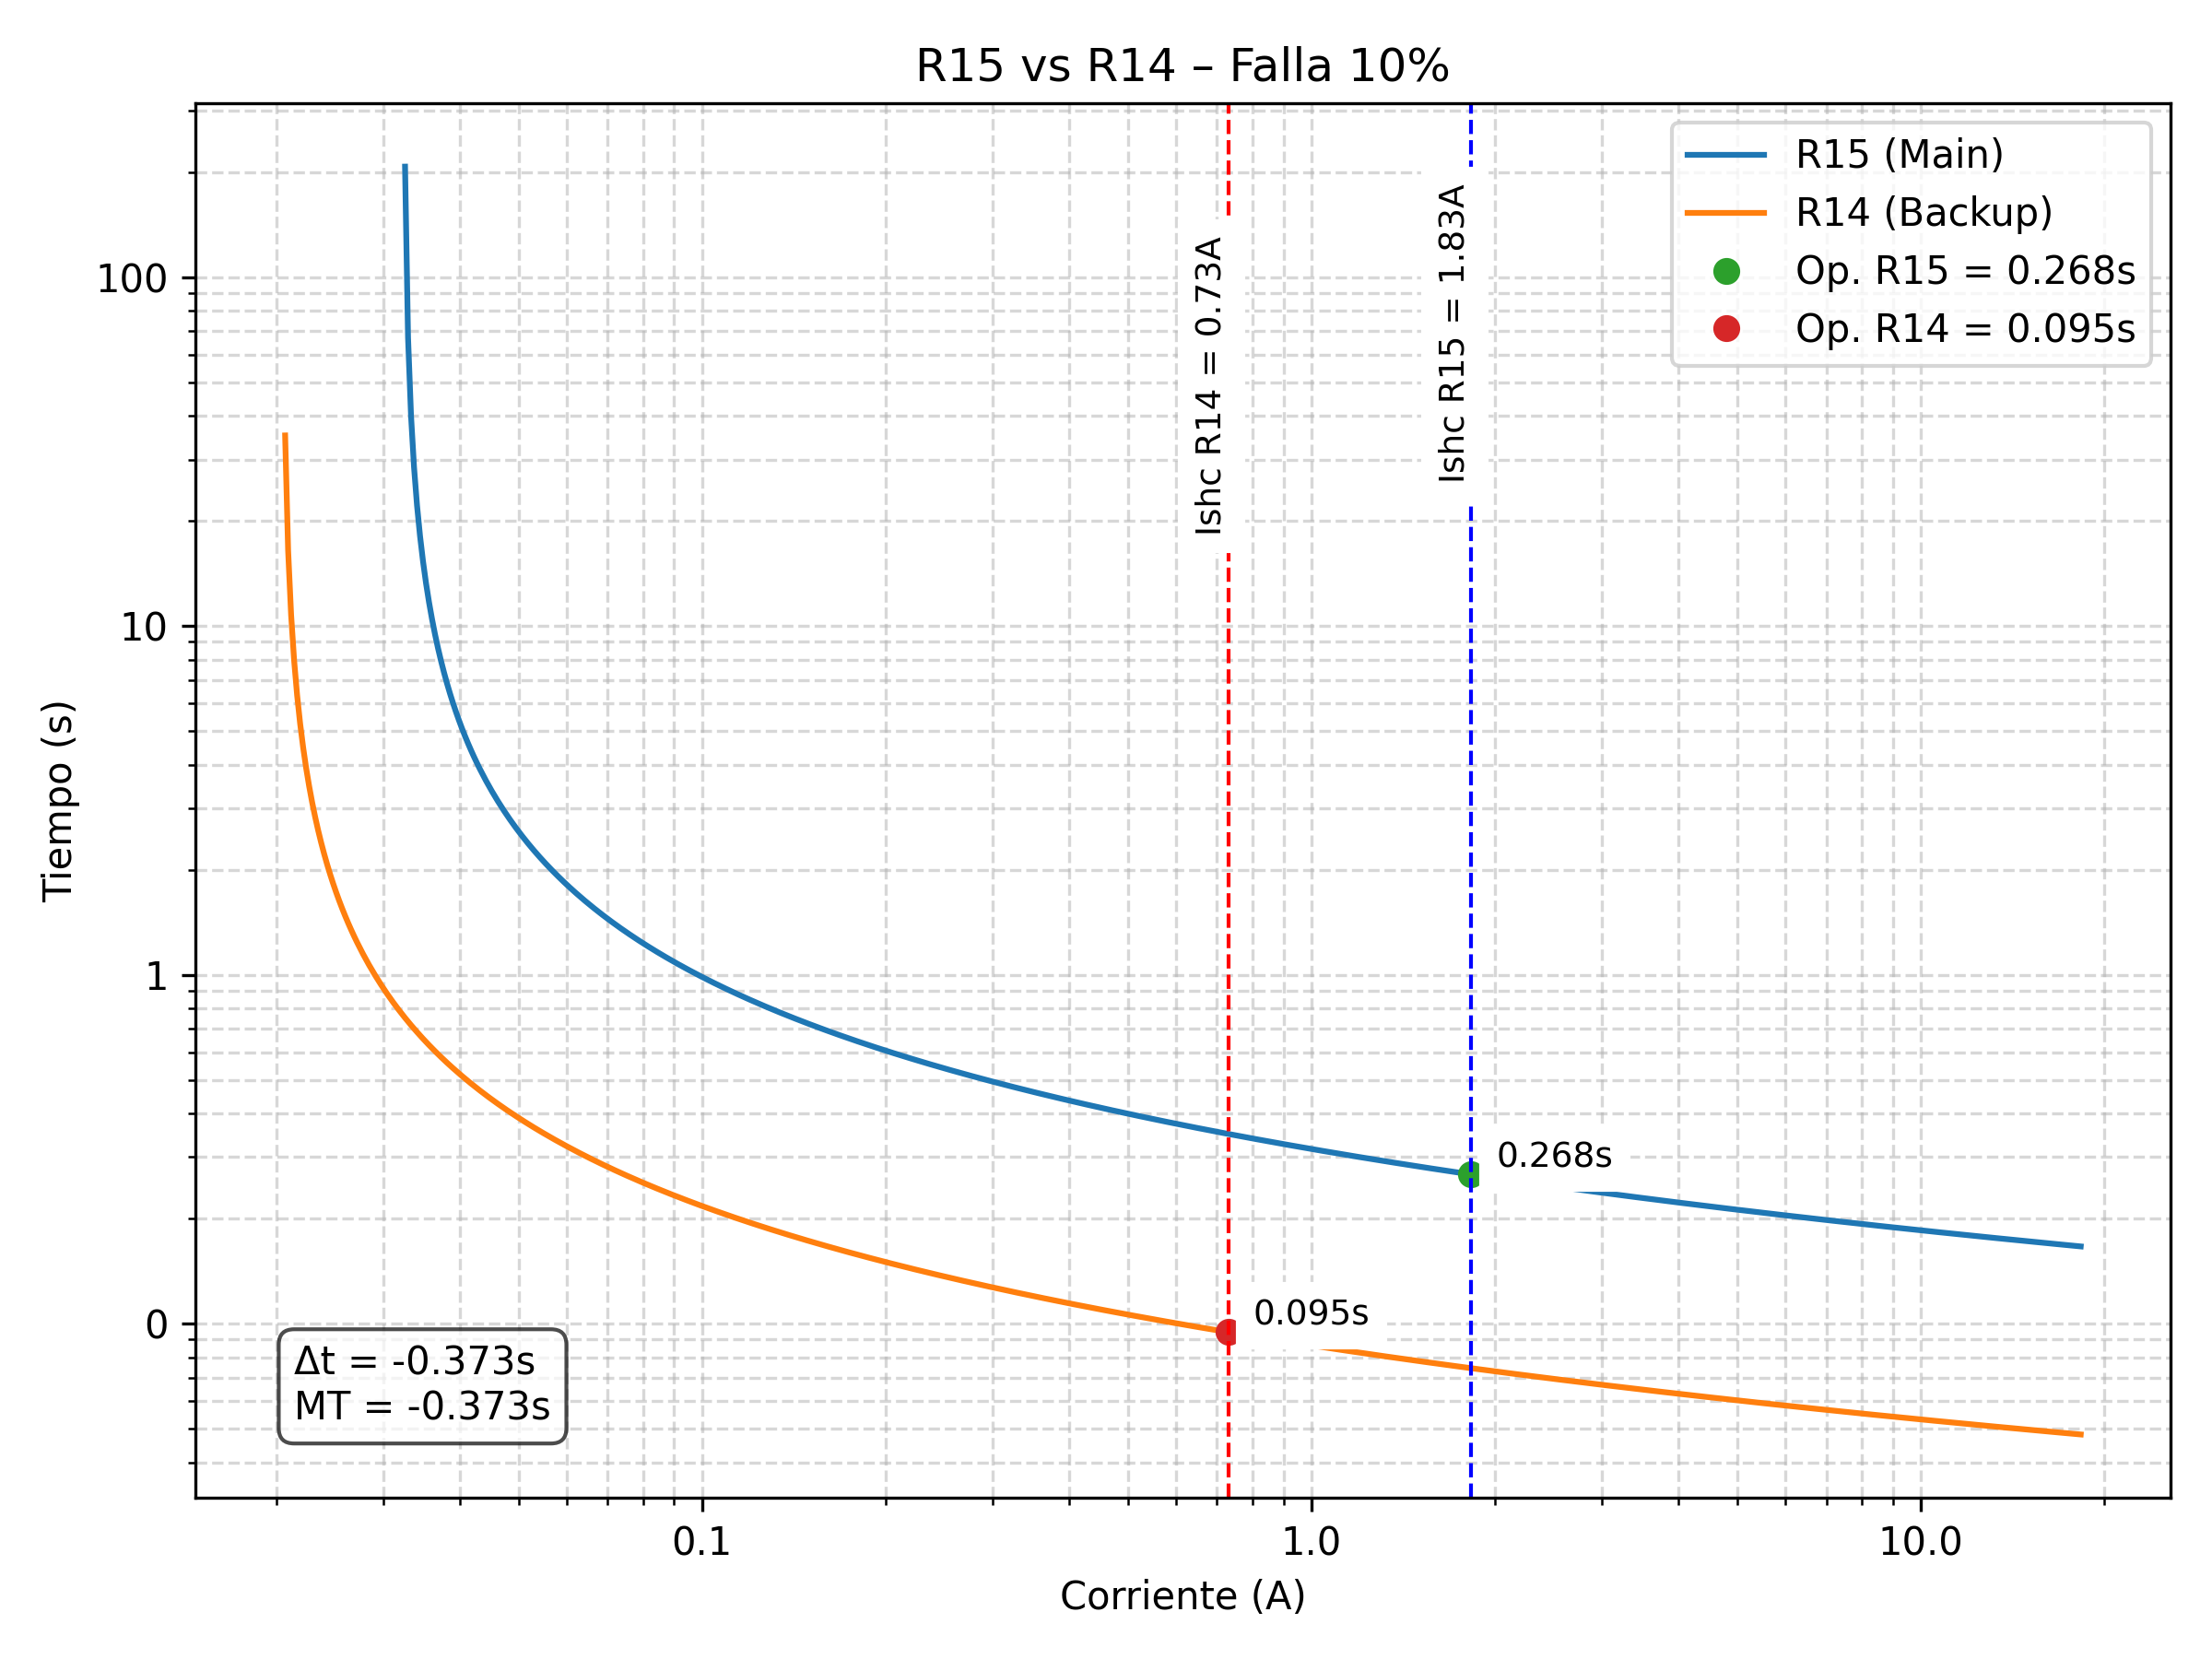 R15 vs R14 – Falla 10%
R15 (Main)
R14 (Backup)
Op. R15 = 0.268s
Op. R14 = 0.095s
Ishc R14 = 0.73A
Ishc R15 = 1.83A
100
10
1
0
Tiempo (s)
0.268s
0.095s
Δt = -0.373s
MT = -0.373s
0.1
1.0
10.0
Corriente (A)